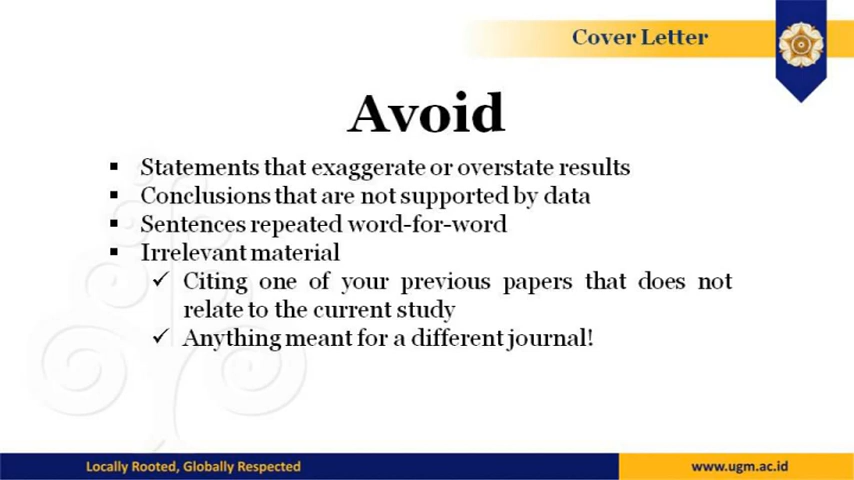 Cover Letter
Avoid
▪ Statements that exaggerate or overstate results
▪ Conclusions that are not supported by data
▪ Sentences repeated word-for-word
▪ Irrelevant material
✓ Citing one of your previous papers that does not
relate to the current study
✓ Anything meant for a different journal!
Locally Rooted, Globally Respected
www.ugm.ac.id